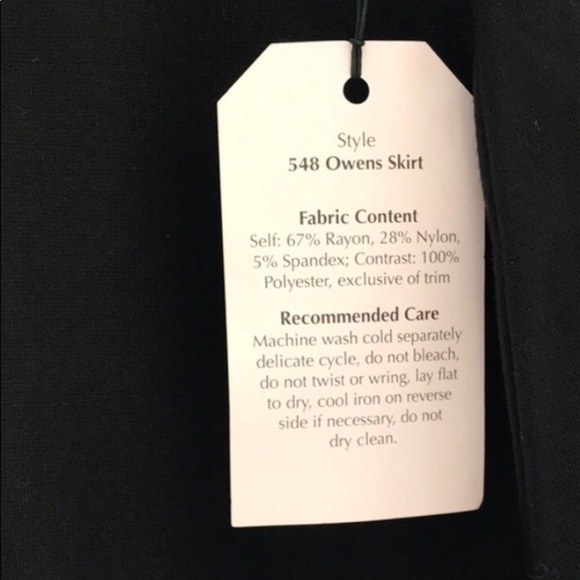 Style
548 Owens Skirt
Fabric Content
Self: 67% Rayon, 28% Nylon,
5% Spandex; Contrast: 100%
Polyester, exclusive of trim
Recommended Care
Machine wash cold separately
delicate cycle, do not bleach,
do not twist or wring, lay flat
to dry, cool iron on reverse
side if necessary, do not
dry clean.